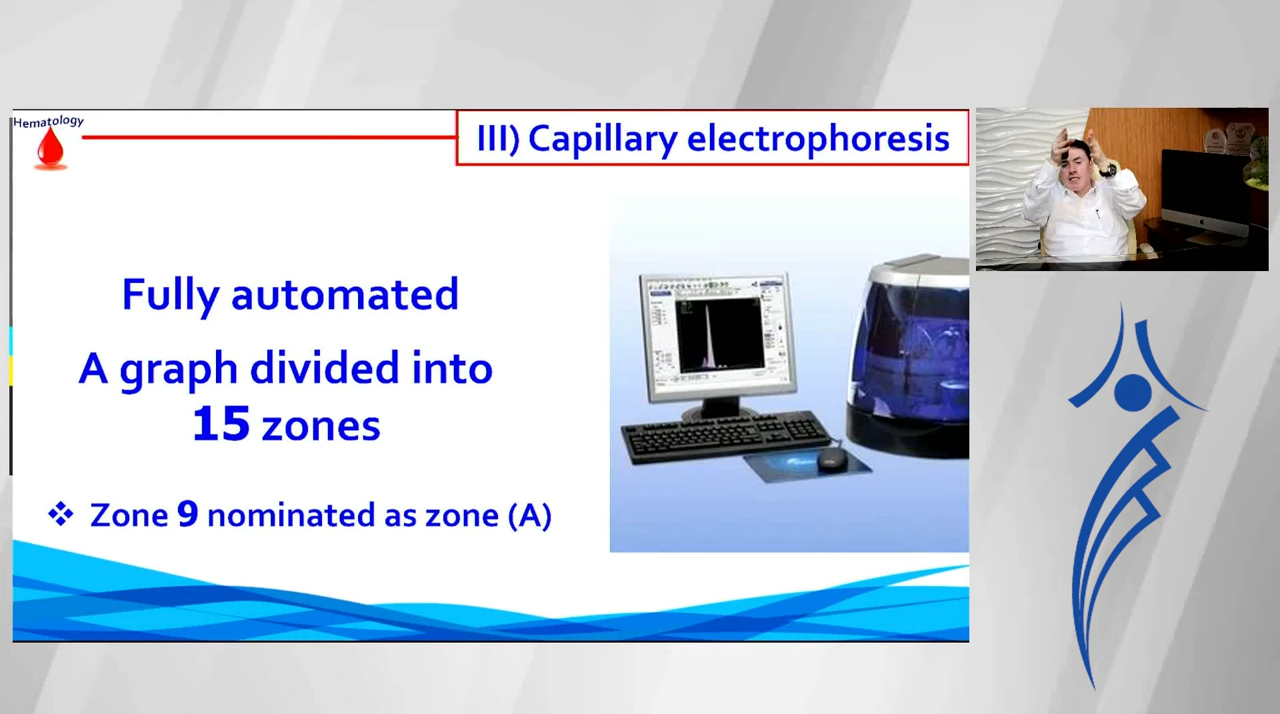 Hematology
III) Capillary electrophoresis
Fully automated
A graph divided into
15 zones
❖ Zone 9 nominated as zone (A)